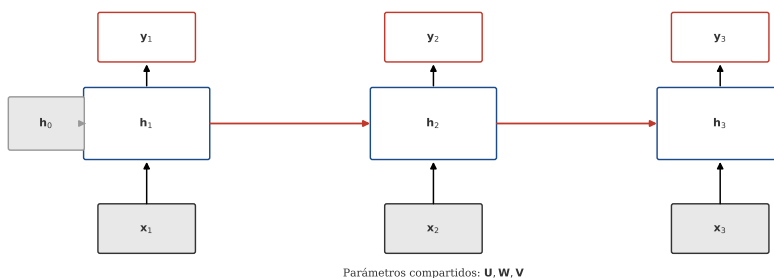 y₁ y₂ y₃
h₀ h₁ h₂ h₃
x₁ x₂ x₃
Parámetros compartidos: U, W, V